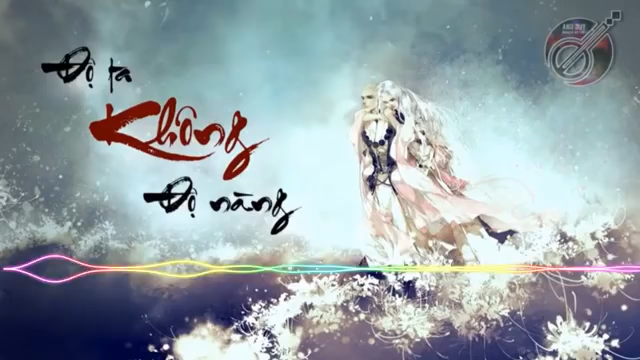 Độ ta
Không
Độ nàng